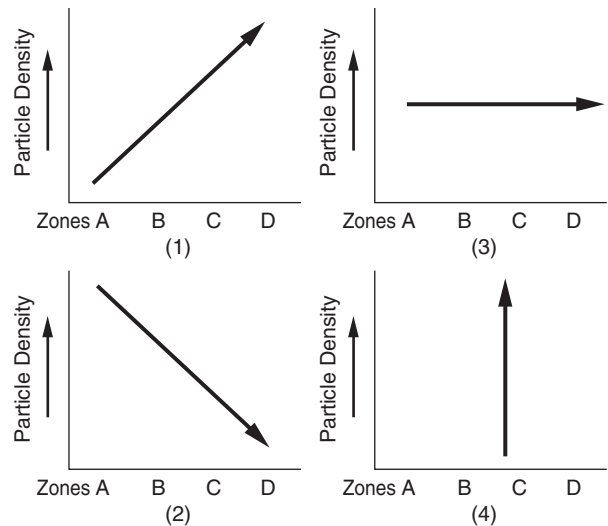 Particle Density
Zones A B C D
(1)
Particle Density
Zones A B C D
(3)
Particle Density
Zones A B C D
(2)
Particle Density
Zones A B C D
(4)